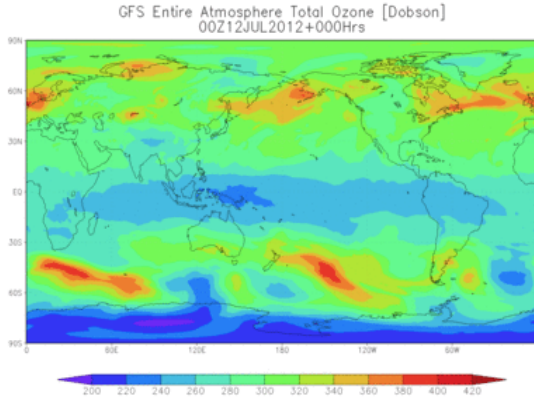 GFS Entire Atmosphere Total Ozone [Dobson]
00Z12JUL2012+000Hrs
90N
60N
30N
EQ
30S
60S
90S
0 60E 120E 180 120W 60W
200 220 240 260 280 300 320 340 360 380 400 420